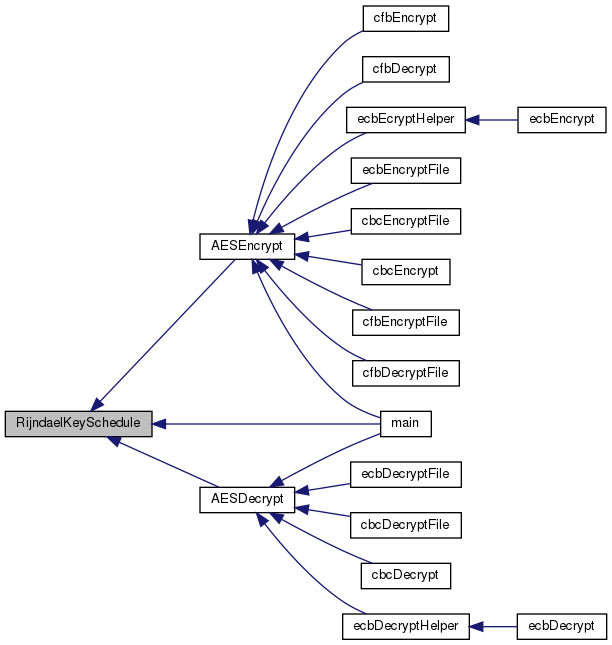 cfbEncrypt
cfbDecrypt
ecbEcryptHelper
ecbEncrypt
ecbEncryptFile
cbcEncryptFile
AESEncrypt
cbcEncrypt
cfbEncryptFile
cfbDecryptFile
RijndaelKeySchedule
main
ecbDecryptFile
AESDecrypt
cbcDecryptFile
cbcDecrypt
ecbDecryptHelper
ecbDecrypt